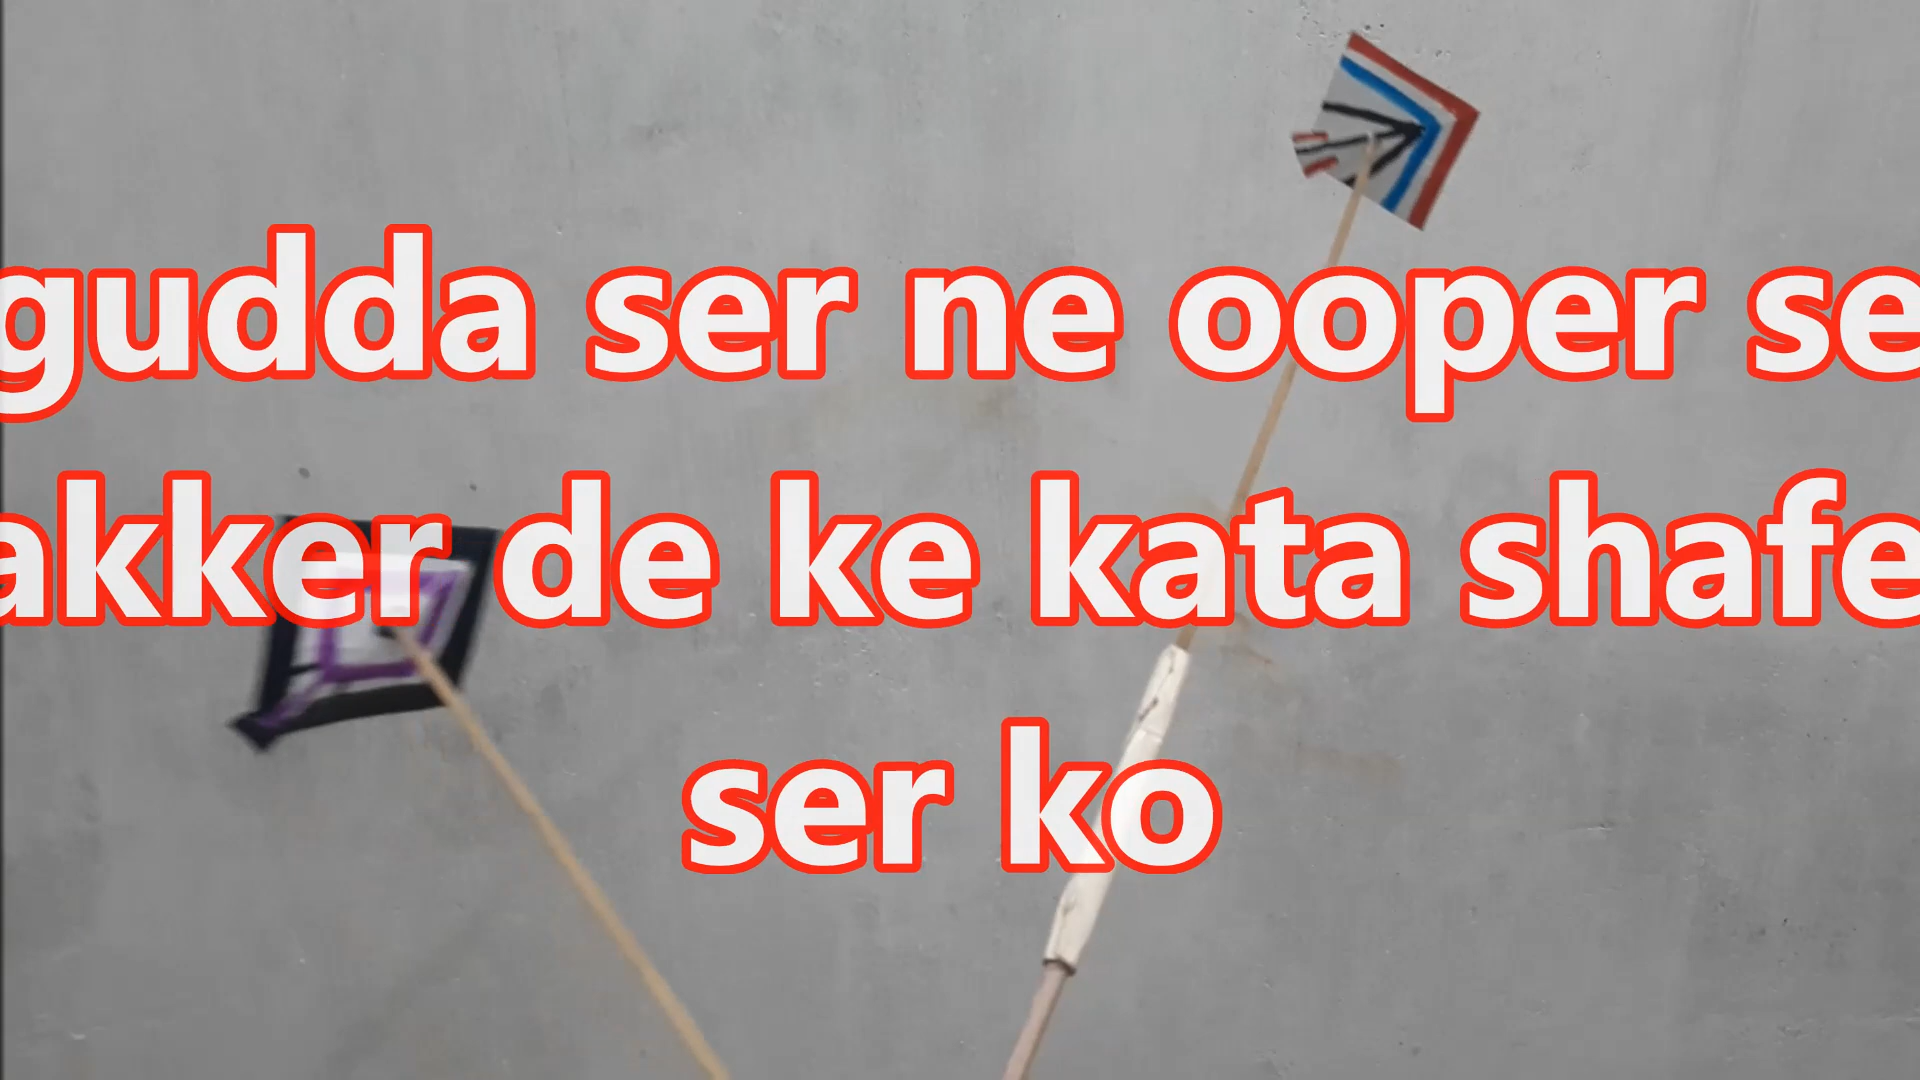 gudda ser ne ooper se
akker de ke kata shafe
ser ko